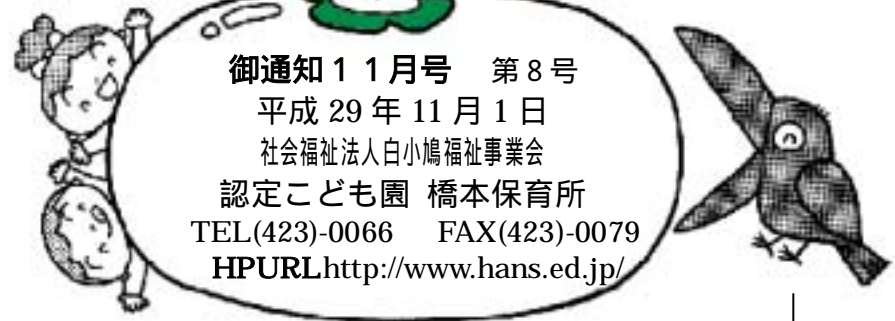 御通知１１月号　第８号
平成 29 年 11 月 1 日
社会福祉法人白小鳩福祉事業会
認定こども園 橋本保育所
TEL(423)-0066　FAX(423)-0079
HPURLhttp://www.hans.ed.jp/